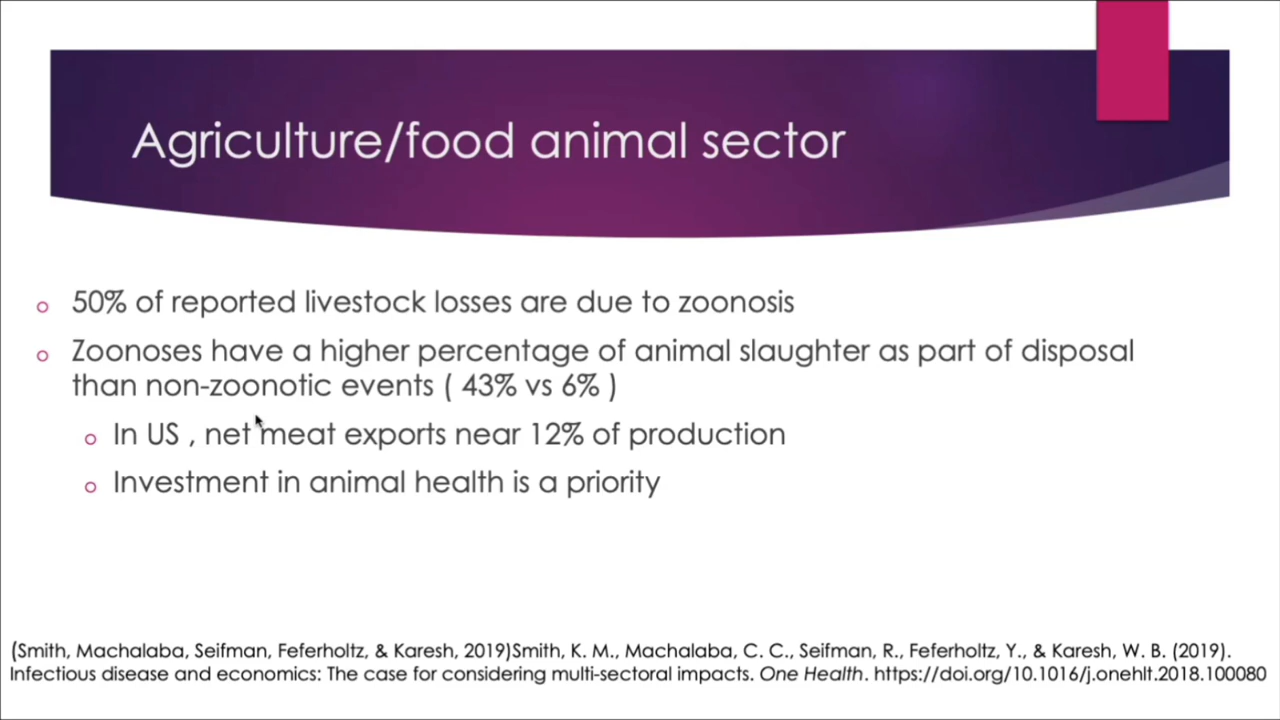 Agriculture/food animal sector
50% of reported livestock losses are due to zoonosis
Zoonoses have a higher percentage of animal slaughter as part of disposal
than non-zoonotic events ( 43% vs 6% )
In US , net meat exports near 12% of production
Investment in animal health is a priority
(Smith, Machalaba, Seifman, Feferholtz, & Karesh, 2019)Smith, K. M., Machalaba, C. C., Seifman, R., Feferholtz, Y., & Karesh, W. B. (2019).
Infectious disease and economics: The case for considering multi-sectoral impacts. One Health. https://doi.org/10.1016/j.onehlt.2018.100080